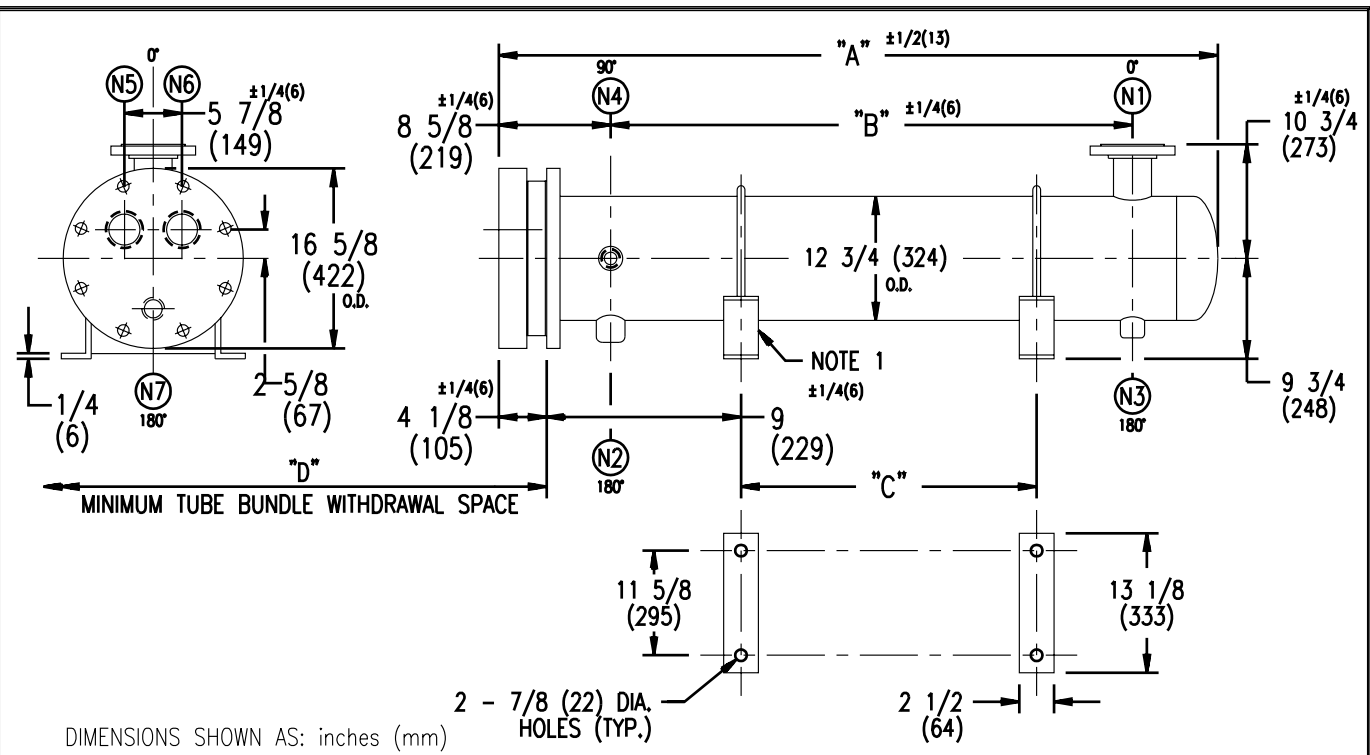 0°
N5
N6
±1/4(6)
5 7/8
(149)
16 5/8
(422)
O.D.
2 5/8
(67)
1/4
(6)
N7
180°
"A" ±1/2(13)
±1/4(6)
8 5/8
(219)
90°
N4
"B" ±1/4(6)
0°
N1
±1/4(6)
10 3/4
(273)
12 3/4 (324)
O.D.
NOTE 1
±1/4(6)
4 1/8
(105)
±1/4(6)
9
(229)
N2
180°
N3
180°
9 3/4
(248)
"D"
MINIMUM TUBE BUNDLE WITHDRAWAL SPACE
"C"
11 5/8
(295)
13 1/8
(333)
2 - 7/8 (22) DIA.
HOLES (TYP.)
2 1/2
(64)
DIMENSIONS SHOWN AS: inches (mm)